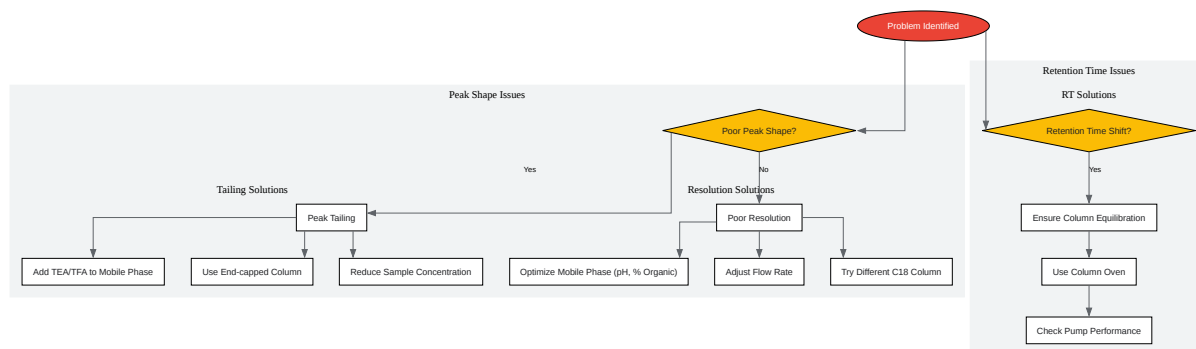 Problem Identified
Retention Time Issues
Peak Shape Issues
RT Solutions
Poor Peak Shape?
Retention Time Shift?
Yes
No
Yes
Tailing Solutions
Resolution Solutions
Peak Tailing
Poor Resolution
Ensure Column Equilibration
Add TEA/TFA to Mobile Phase
Use End-capped Column
Reduce Sample Concentration
Optimize Mobile Phase (pH, % Organic)
Adjust Flow Rate
Try Different C18 Column
Use Column Oven
Check Pump Performance